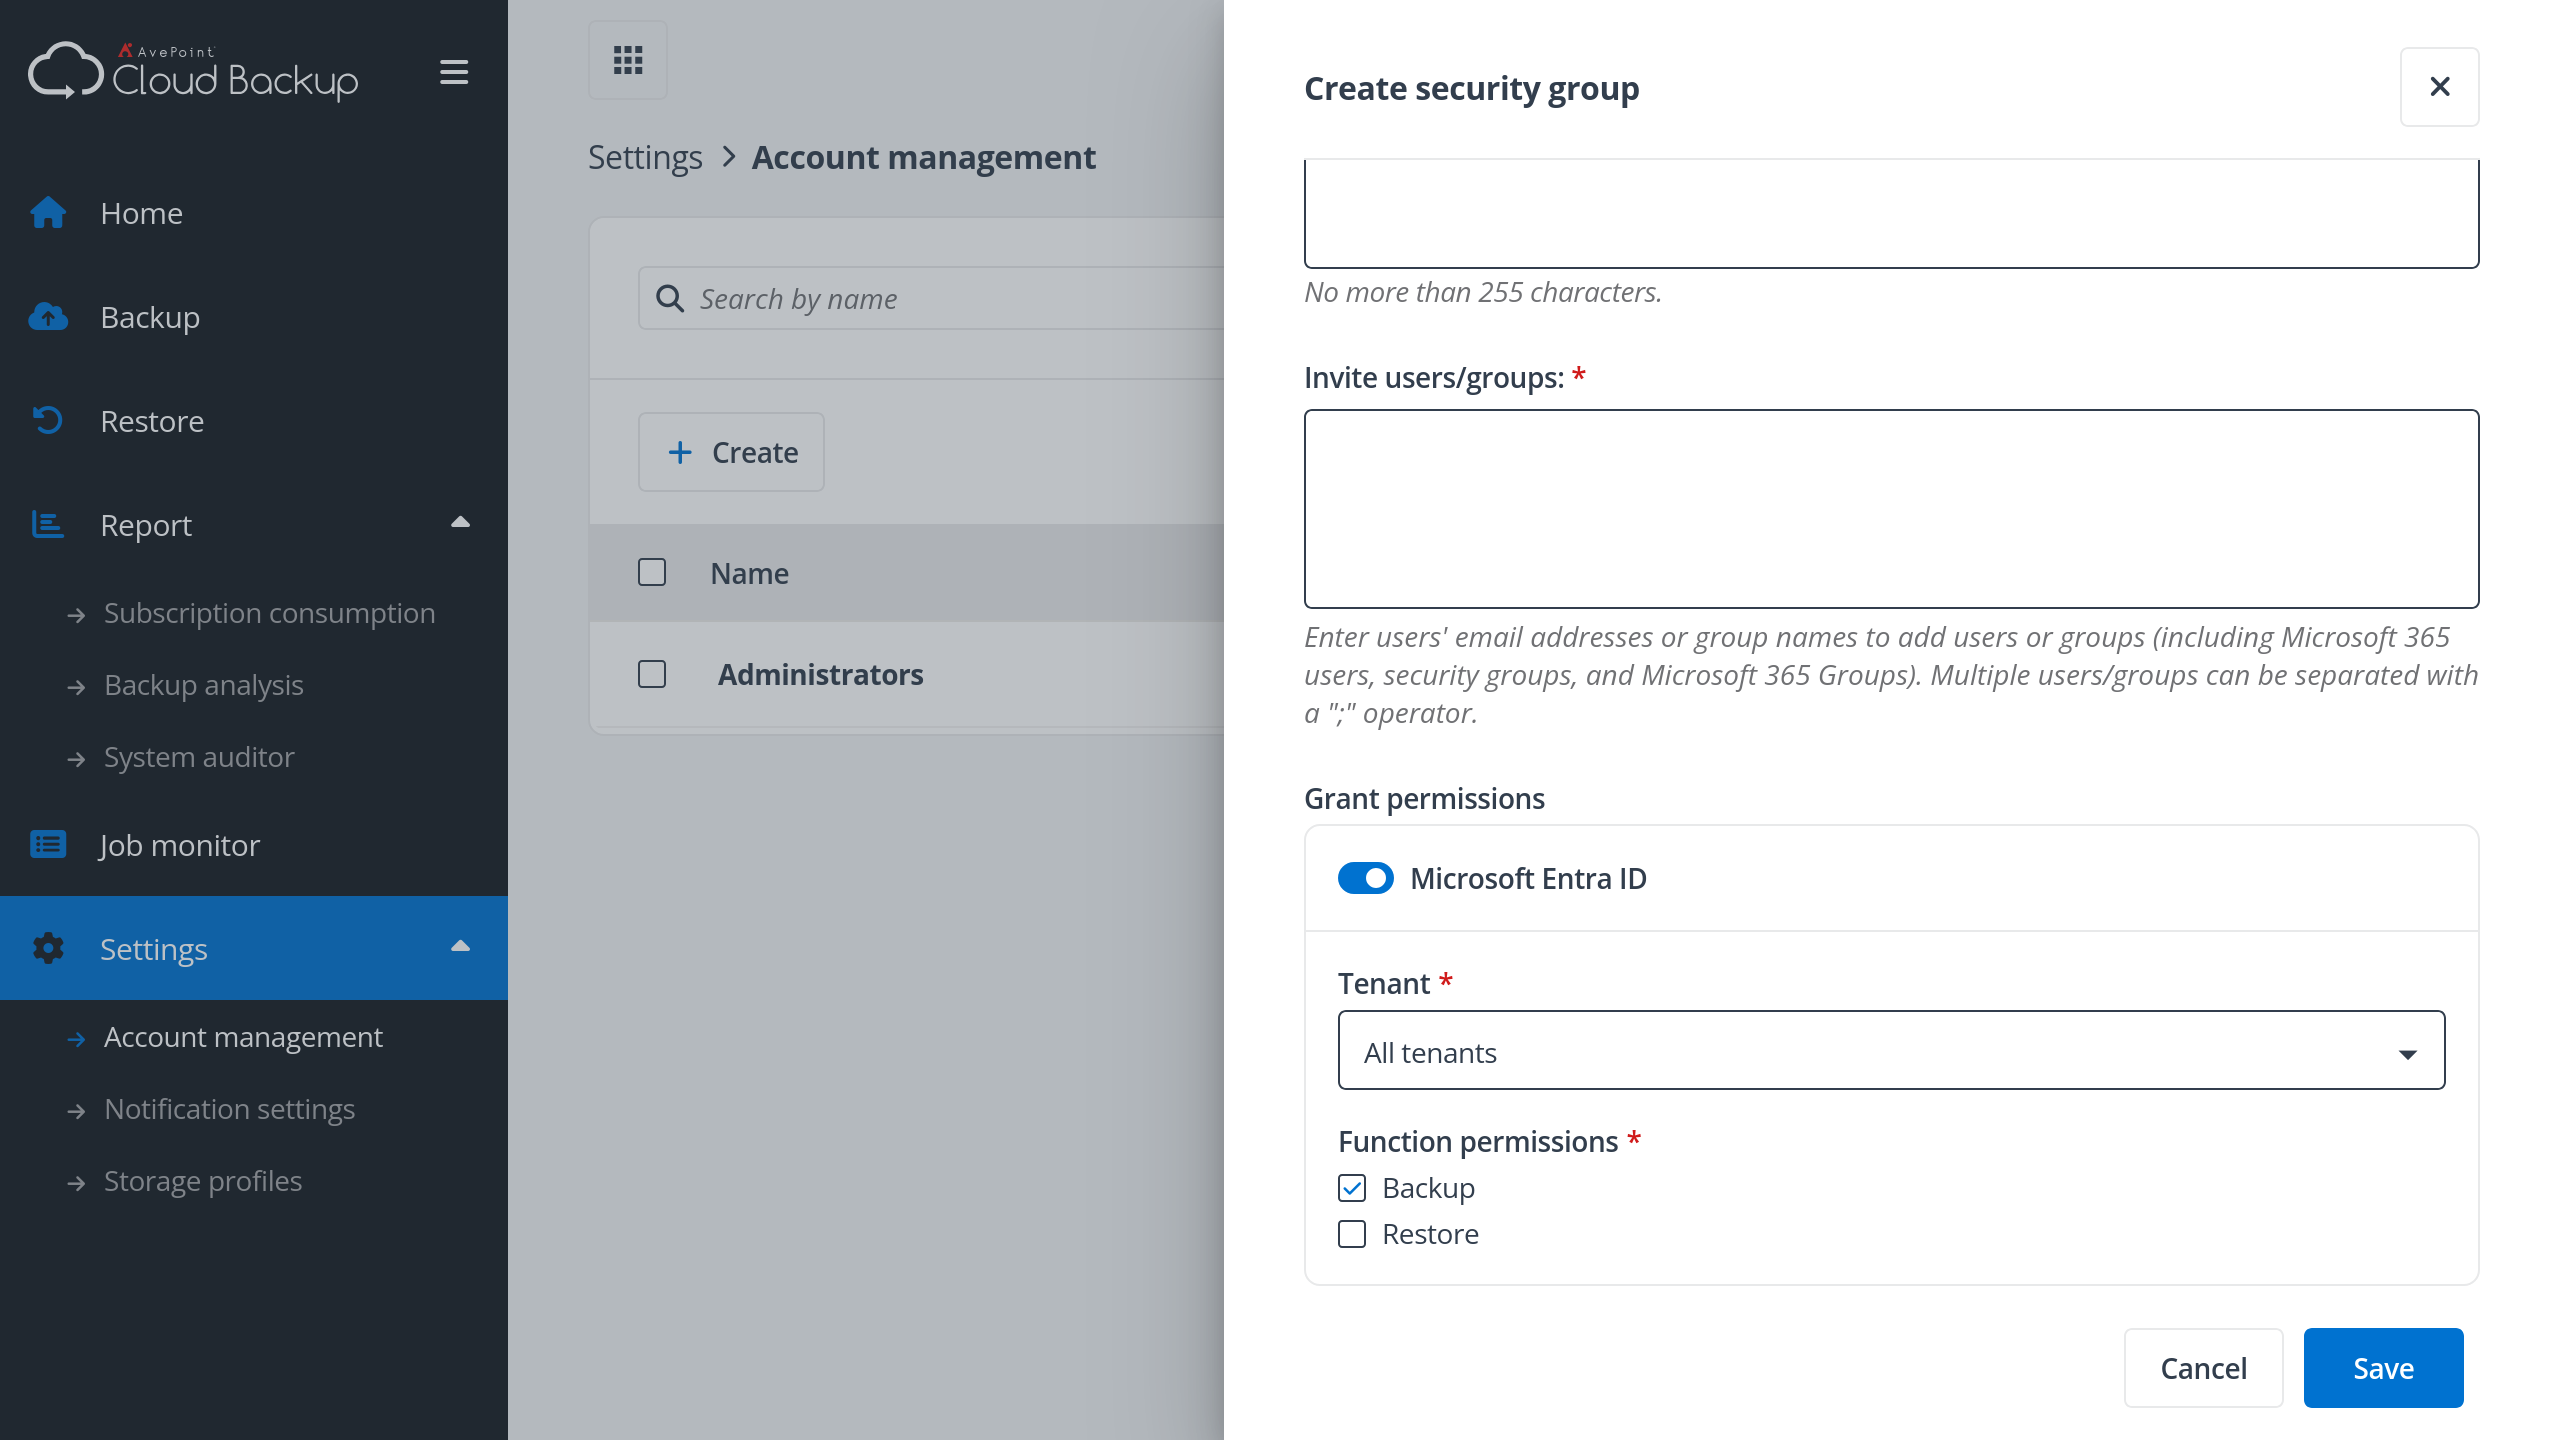 AvePoint
Cloud Backup
Home
Backup
Restore
Report
Subscription consumption
Backup analysis
System auditor
Job monitor
Settings
Account management
Notification settings
Storage profiles
Settings > Account management
Search by name
+ Create
Name
Administrators
Create security group
No more than 255 characters.
Invite users/groups: *
Enter users' email addresses or group names to add users or groups (including Microsoft 365
users, security groups, and Microsoft 365 Groups). Multiple users/groups can be separated with
a ";" operator.
Grant permissions
Microsoft Entra ID
Tenant *
All tenants
Function permissions *
Backup
Restore
Cancel
Save